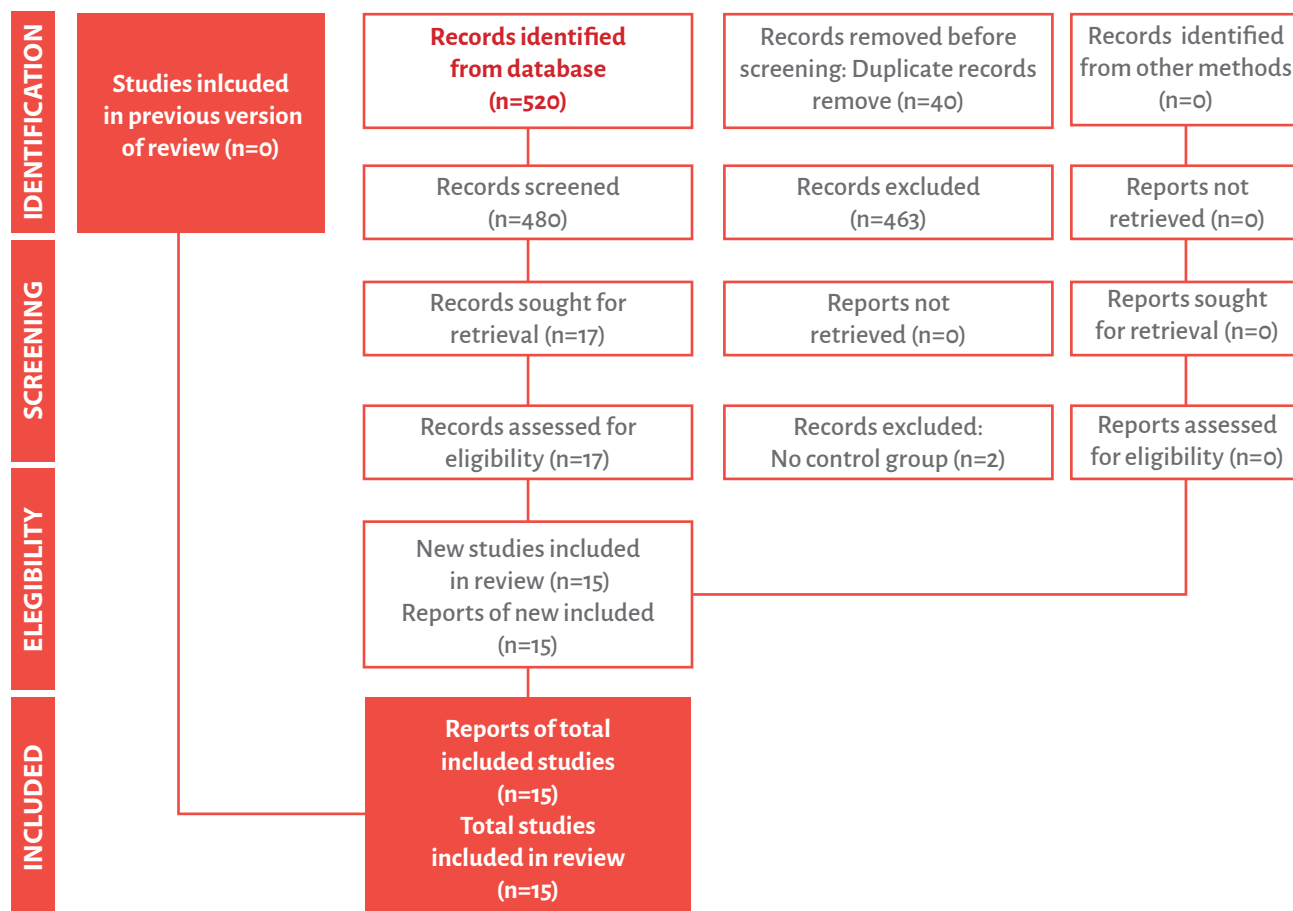 IDENTIFICATION
Studies inlcuded
in previous version
of review (n=0)
Records identified
from database
(n=520)
Records removed before
screening: Duplicate records
remove (n=40)
Records identified
from other methods
(n=0)
Records screened
(n=480)
Records excluded
(n=463)
Reports not
retrieved (n=0)
SCREENING
Records sought for
retrieval (n=17)
Reports not
retrieved (n=0)
Reports sought
for retrieval (n=0)
Records assessed for
eligibility (n=17)
Records excluded:
No control group (n=2)
Reports assessed
for eligibility (n=0)
ELEGIBILITY
New studies included
in review (n=15)
Reports of new included
(n=15)
INCLUDED
Reports of total
included studies
(n=15)
Total studies
included in review
(n=15)